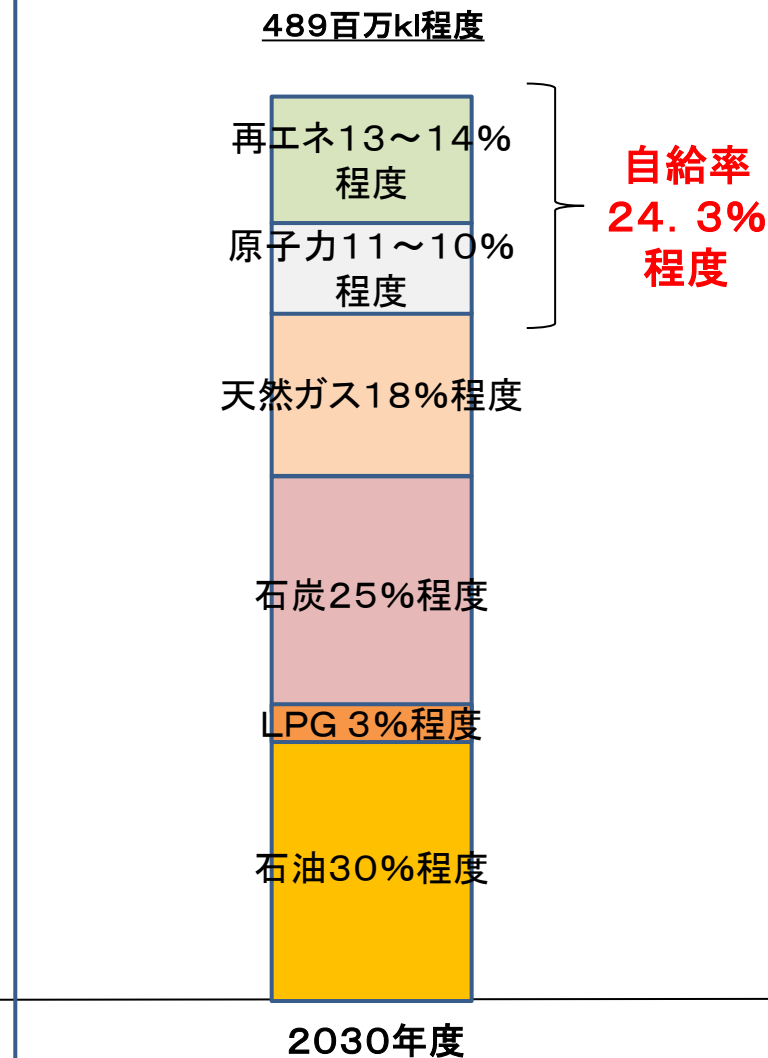 489百万kl程度
再エネ13～14%
程度
自給率
24．3%
程度
原子力11～10%
程度
天然ガス18%程度
石炭25%程度
LPG 3%程度
石油30%程度
2030年度